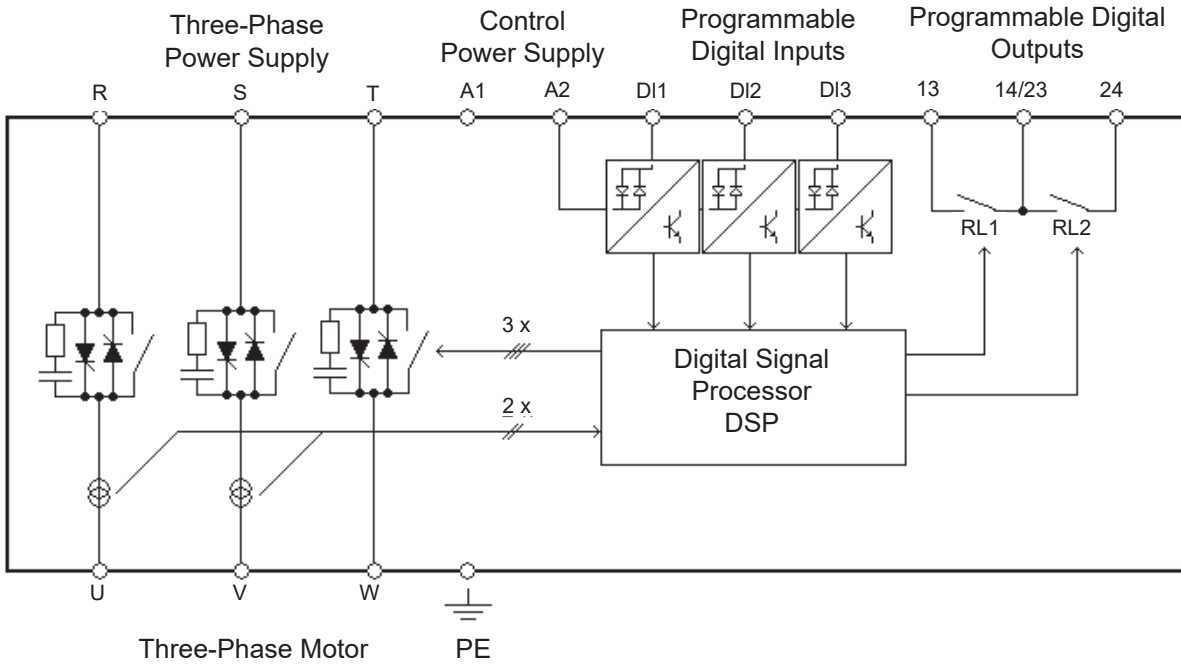 Three-Phase
Power Supply
Control
Power Supply
Programmable
Digital Inputs
Programmable Digital
Outputs
R
S
T
A1
A2
DI1
DI2
DI3
13
14/23
24
RL1
RL2
3 x
2 x
Digital Signal
Processor
DSP
U
V
W
Three-Phase Motor
PE